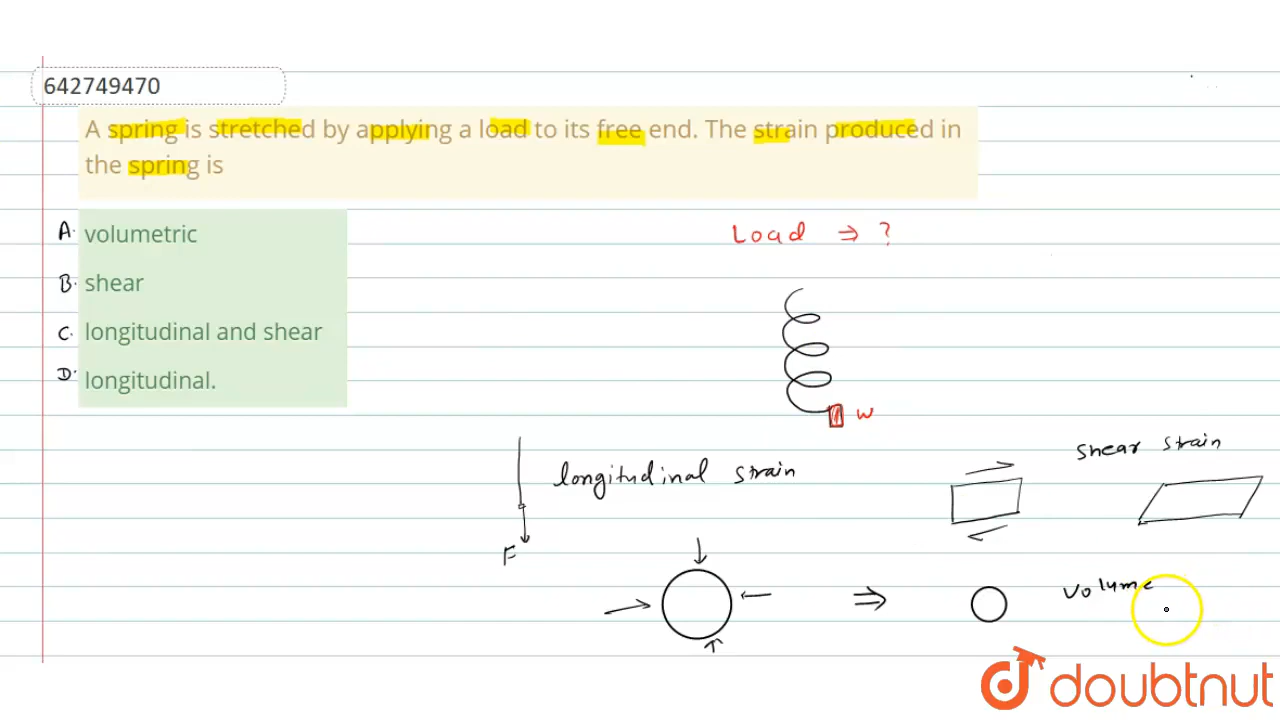 642749470
A spring is stretched by applying a load to its free end. The strain produced in
the spring is
A. volumetric
B. shear
C. longitudinal and shear
D. longitudinal.
Load ⇒ ?
W
longitudinal strain
shear strain
F
⇒
volume
doubtnut